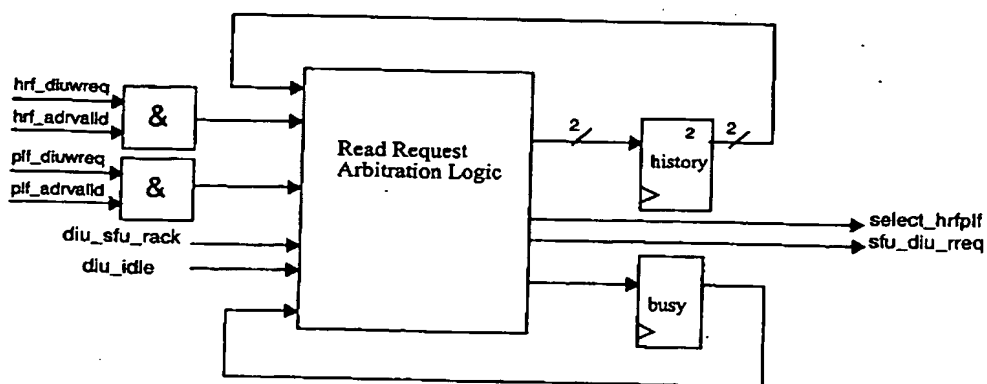 hrf_diuwreq
hrf_adrvalid
&
plf_diuwreq
plf_adrvalid
&
diu_sfu_rack
diu_idle
Read Request
Arbitration Logic
2
2
2
history
select_hrfplf
sfu_diu_rreq
busy